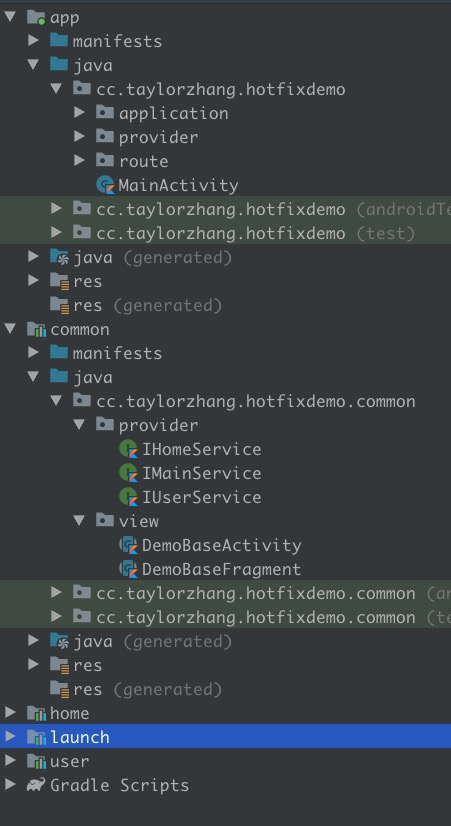 app
manifests
java
cc.taylorzhang.hotfixdemo
application
provider
route
MainActivity
cc.taylorzhang.hotfixdemo (androidTe
cc.taylorzhang.hotfixdemo (test)
java (generated)
res
res (generated)
common
manifests
java
cc.taylorzhang.hotfixdemo.common
provider
IHomeService
IMainService
IUserService
view
DemoBaseActivity
DemoBaseFragment
cc.taylorzhang.hotfixdemo.common (an
cc.taylorzhang.hotfixdemo.common (te
java (generated)
res
res (generated)
home
launch
user
Gradle Scripts